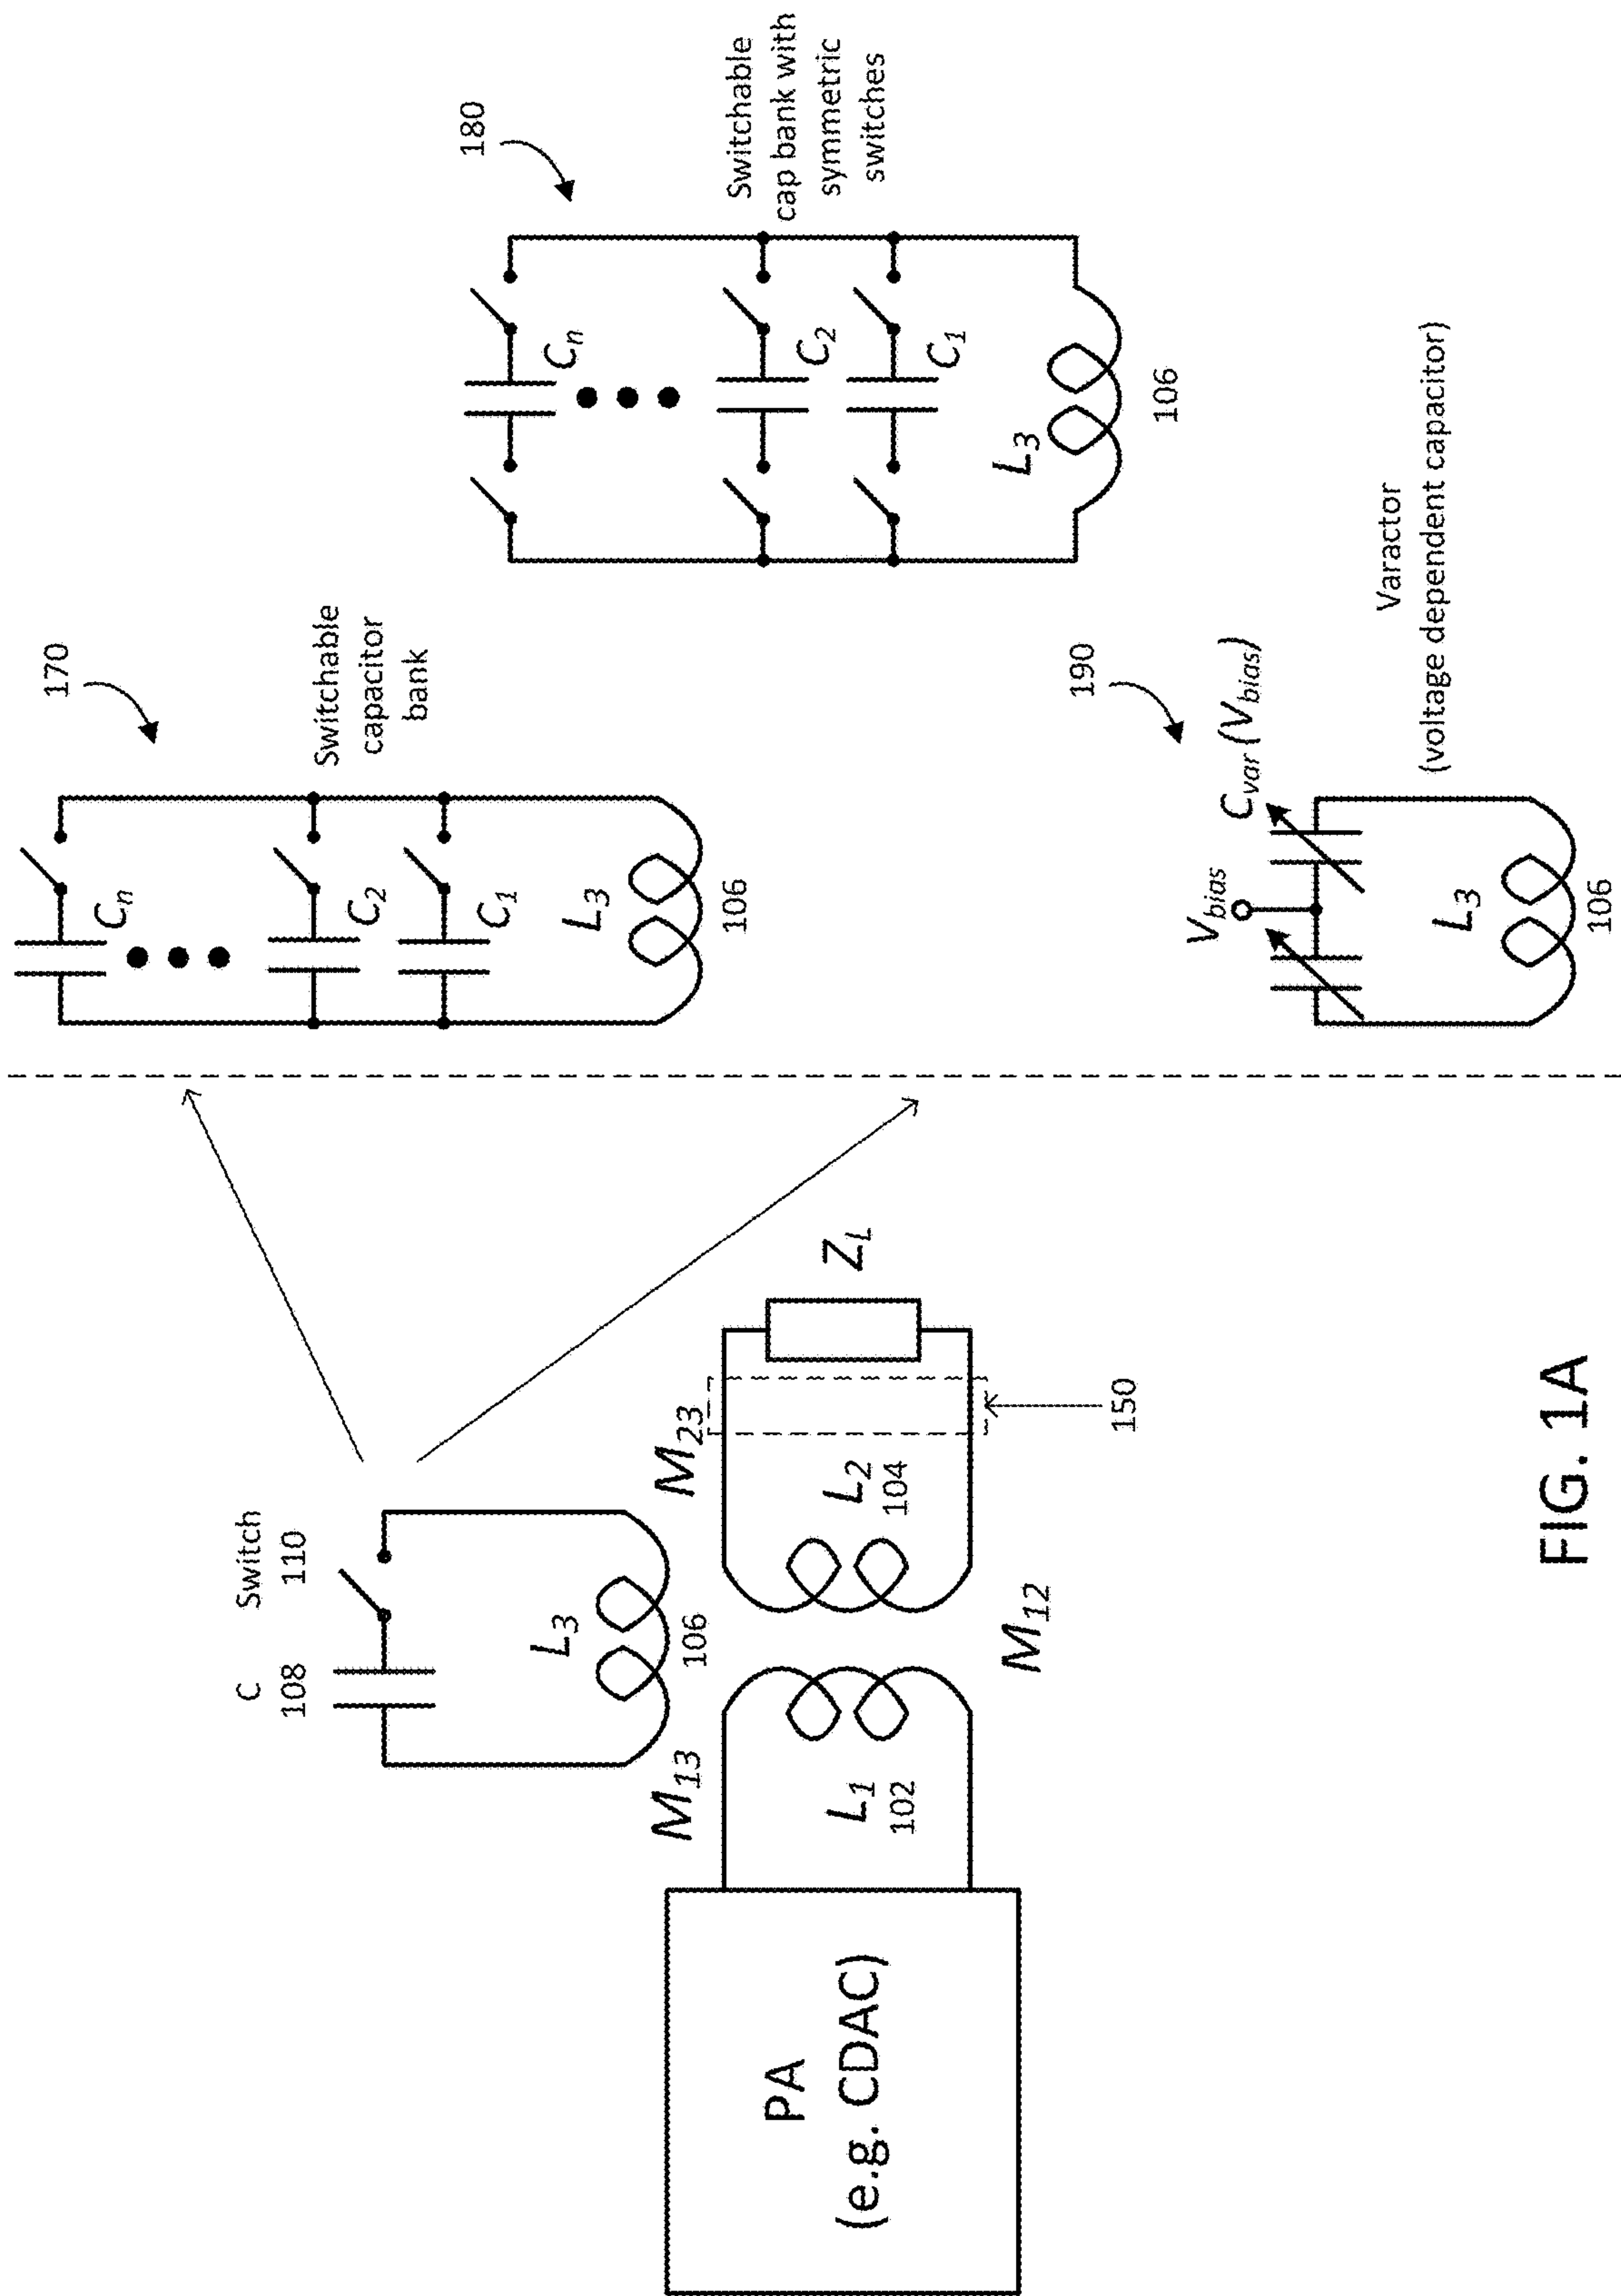 170
Switchable
capacitor
bank
Cn
C2
C1
L3
106
180
Switchable
cap bank with
symmetric
switches
Cn
C2
C1
L3
106
190
Cvar (Vbias)
Vbias
L3
106
Varactor
(voltage dependent capacitor)
C
108
Switch
110
L3
106
M13
M23
PA
(e.g. CDAC)
L1
102
L2
104
ZL
M12
150
FIG. 1A